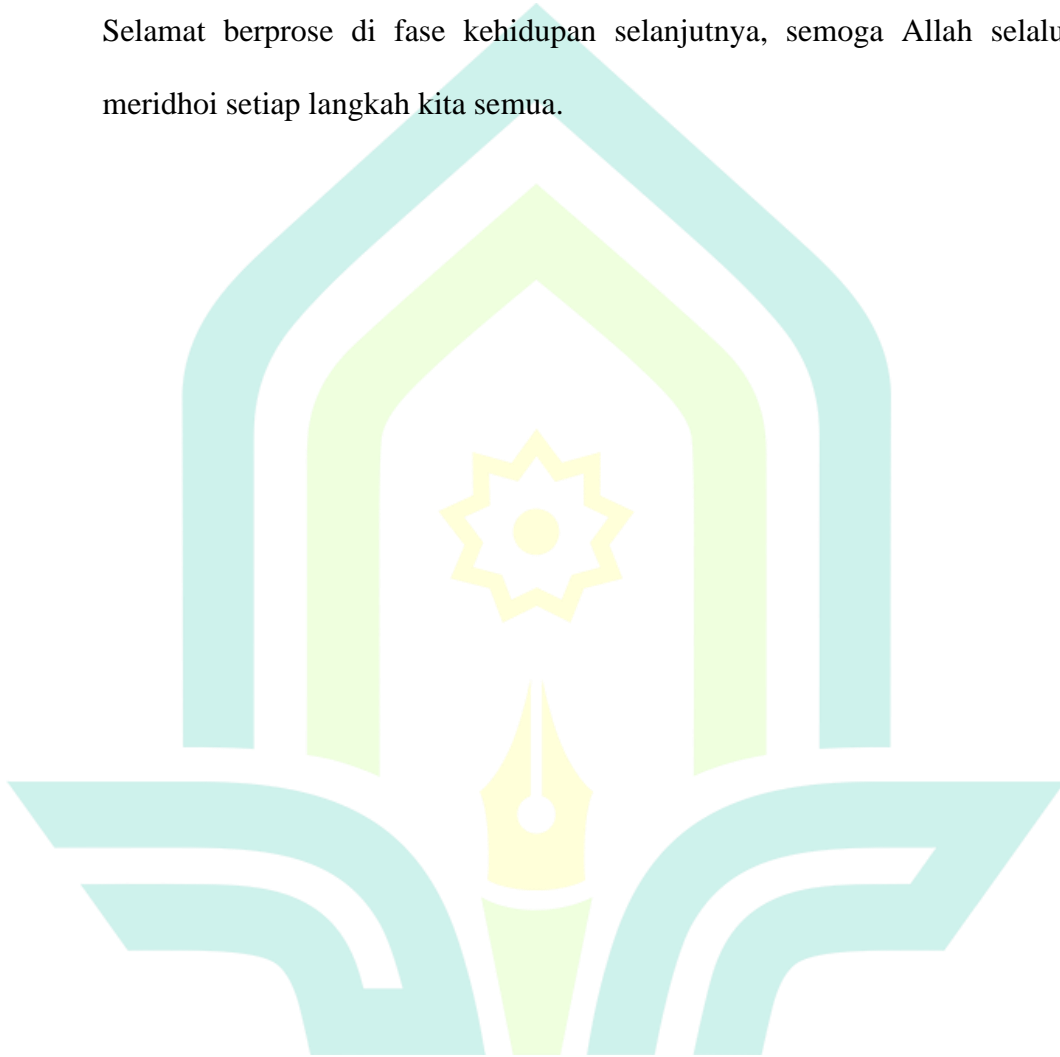 Selamat berprose di fase kehidupan selanjutnya, semoga Allah selalu
meridhoi setiap langkah kita semua.